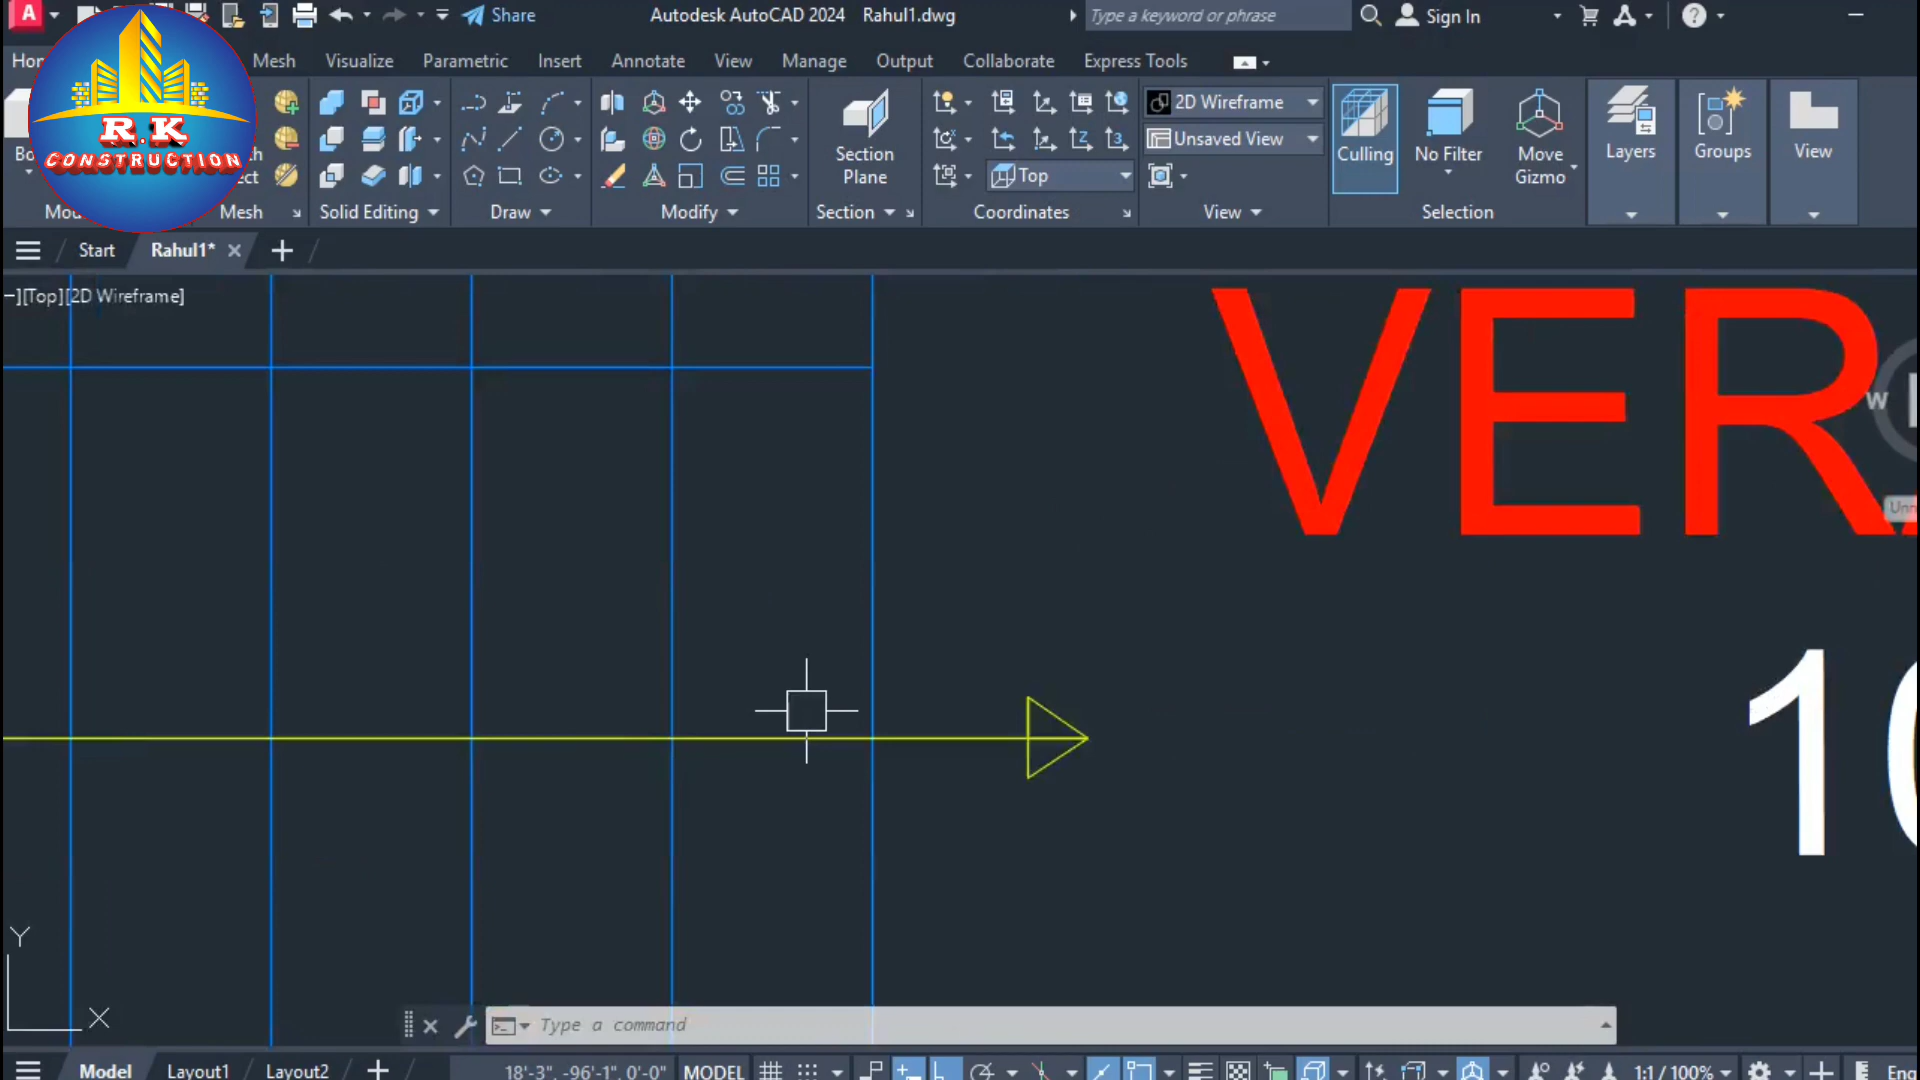 A Share Autodesk AutoCAD 2024 Rahul1.dwg Type a keyword or phrase Sign In
Mesh Visualize Parametric Insert Annotate View Manage Output Collaborate Express Tools
R.K
CONSTRUCTION
Section
Plane
Top
2D Wireframe
Unsaved View
Culling
No Filter
Move
Gizmo
Layers
Groups
View
Mesh Solid Editing Draw Modify Section Coordinates View Selection
Start Rahul1* 
−][Top][2D Wireframe]
VER
W
10
Y
X
Type a command
Model Layout1 Layout2 18'-3", -96'-1", 0'-0" MODEL 1:1 / 100%